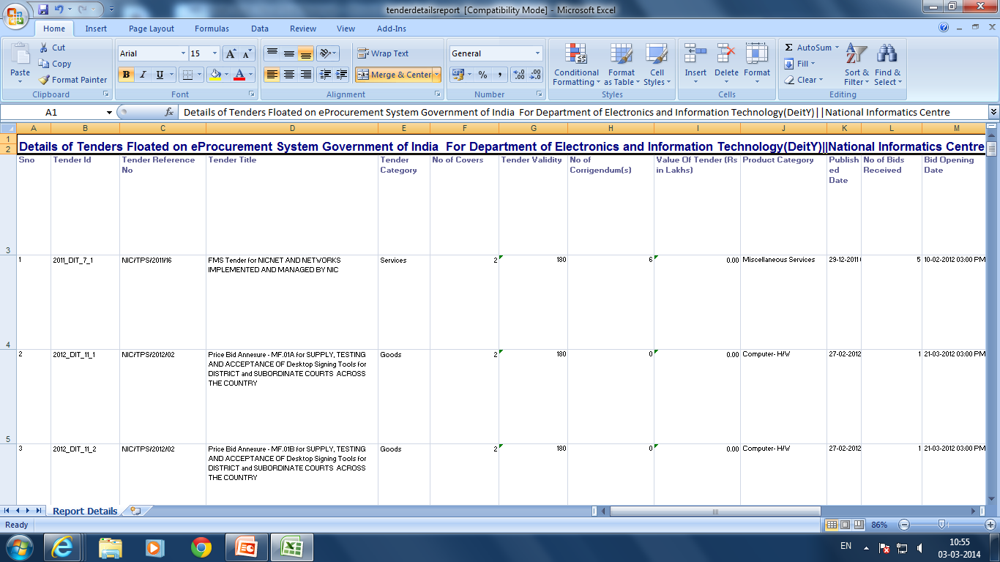 tenderdetailsreport [Compatibility Mode] - Microsoft Excel
Home Insert Page Layout Formulas Data Review View Add-Ins
Paste
Cut
Copy
Format Painter
Clipboard
Arial 15
B I U
Font
Wrap Text
Merge & Center
Alignment
General
Number
Conditional Formatting
Format as Table
Cell Styles
Styles
Insert Delete Format
Cells
AutoSum
Fill
Clear
Sort & Filter
Find & Select
Editing
A1 fx Details of Tenders Floated on eProcurement System Government of India For Department of Electronics and Information Technology(DeitY)||National Informatics Centre
A B C D E F G H I J K L M
1
2
Details of Tenders Floated on eProcurement System Government of India For Department of Electronics and Information Technology(DeitY)||National Informatics Centre
Sno Tender Id Tender Reference Tender Title Tender No of Covers Tender Validity No of Value Of Tender (Rs Product Category Publish No of Bids Bid Opening
No Category Corrigendum(s) in Lakhs) ed Received Date
Date
3
1 2011_DIT_7_1 NIC/TPS/2011/16 FMS Tender for NICNET AND NETWORKS Services 2 180 6 0.00 Miscellaneous Services 29-12-2011 5 10-02-2012 03:00 PM
IMPLEMENTED AND MANAGED BY NIC
4
2 2012_DIT_11_1 NIC/TPS/2012/02 Price Bid Annexure - MF.01A for SUPPLY, TESTING Goods 2 180 0 0.00 Computer- H/W 27-02-2012 1 21-03-2012 03:00 PM
AND ACCEPTANCE OF Desktop Signing Tools for
DISTRICT and SUBORDINATE COURTS ACROSS
THE COUNTRY
5
3 2012_DIT_11_2 NIC/TPS/2012/02 Price Bid Annexure - MF.01B for SUPPLY, TESTING Goods 2 180 0 0.00 Computer- H/W 27-02-2012 1 21-03-2012 03:00 PM
AND ACCEPTANCE OF Desktop Signing Tools for
DISTRICT and SUBORDINATE COURTS ACROSS
THE COUNTRY
Report Details
Ready 86%
EN 10:55
03-03-2014